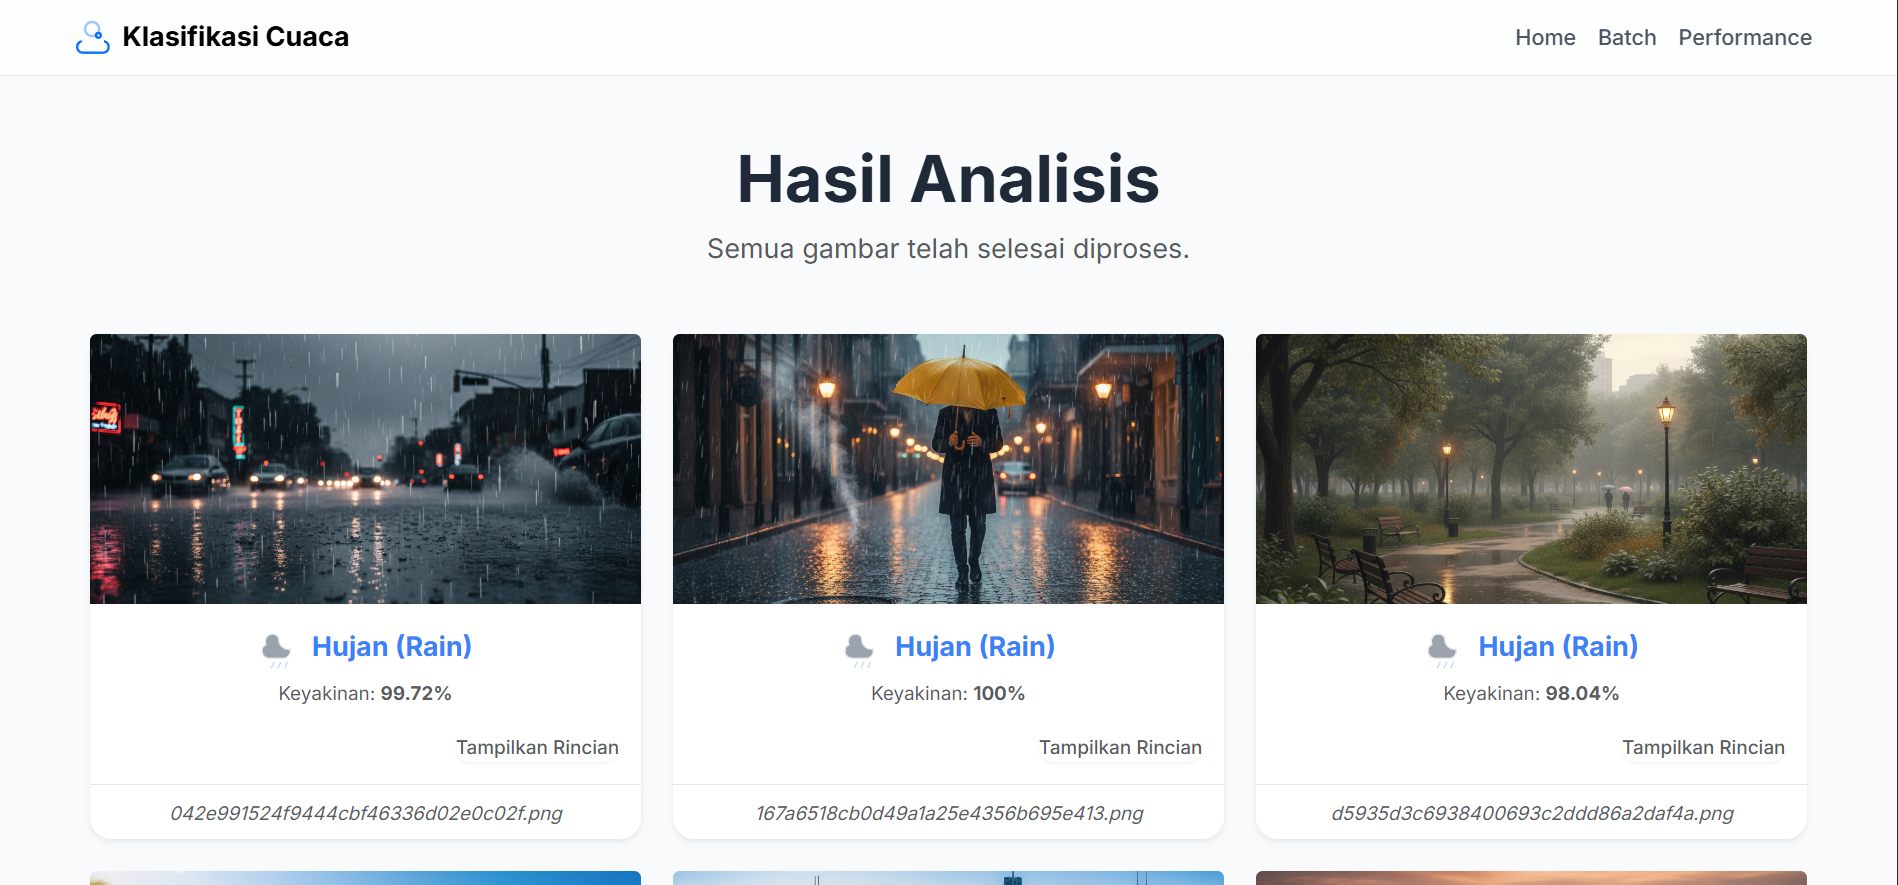 Klasifikasi Cuaca
Home Batch Performance
Hasil Analisis
Semua gambar telah selesai diproses.
Hujan (Rain)
Keyakinan: 99.72%
Tampilkan Rincian
042e991524f9444cbf46336d02e0c02f.png
Hujan (Rain)
Keyakinan: 100%
Tampilkan Rincian
167a6518cb0d49a1a25e4356b695e413.png
Hujan (Rain)
Keyakinan: 98.04%
Tampilkan Rincian
d5935d3c6938400693c2ddd86a2daf4a.png